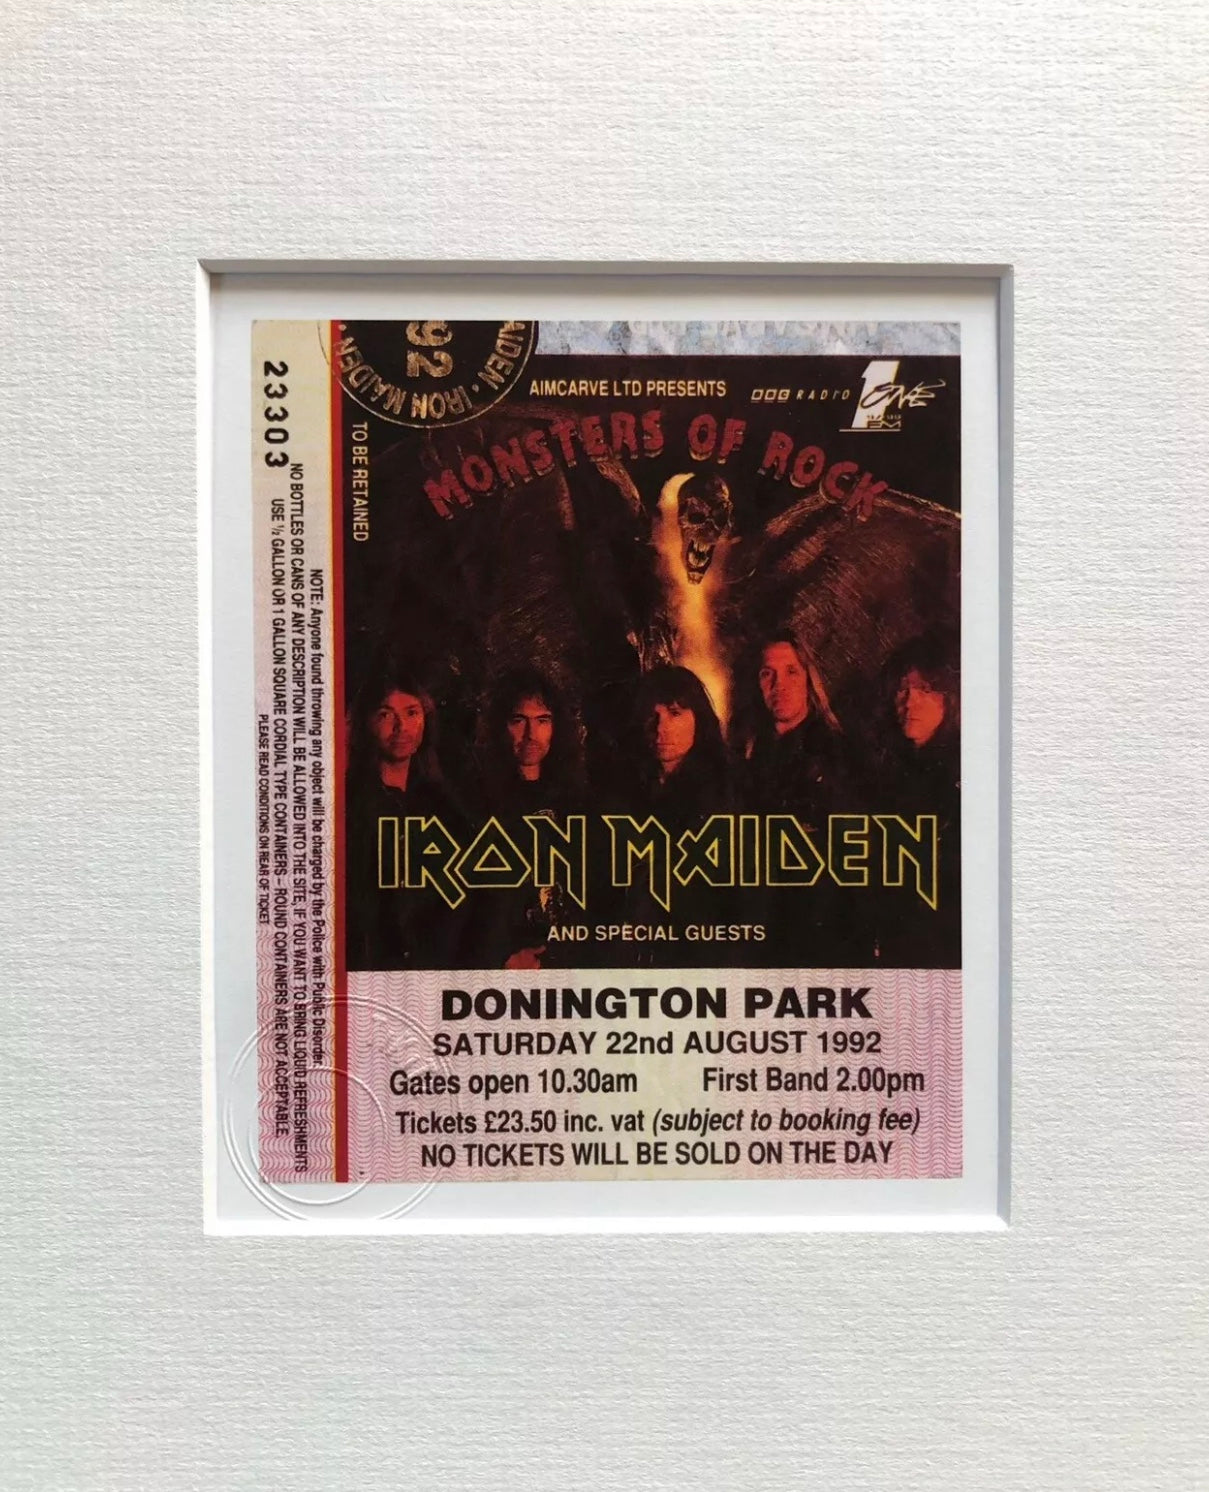 92
IRON MAIDEN · IRON MAIDEN
AIMCARVE LTD PRESENTS
BBC RADIO
1
ONE
FM
MONSTERS OF ROCK
IRON MAIDEN
AND SPECIAL GUESTS
DONINGTON PARK
SATURDAY 22nd AUGUST 1992
Gates open 10.30am First Band 2.00pm
Tickets £23.50 inc. vat (subject to booking fee)
NO TICKETS WILL BE SOLD ON THE DAY
TO BE RETAINED
23303
NOTE: Anyone found throwing any object will be charged by the Police with Public Disorder.
NO BOTTLES OR CANS OF ANY DESCRIPTION WILL BE ALLOWED INTO THE SITE, IF YOU WANT TO BRING LIQUID REFRESHMENTS
USE ½ GALLON OR 1 GALLON SQUARE CORDIAL TYPE CONTAINERS – ROUND CONTAINERS ARE NOT ACCEPTABLE.
PLEASE READ CONDITIONS ON REAR OF TICKET